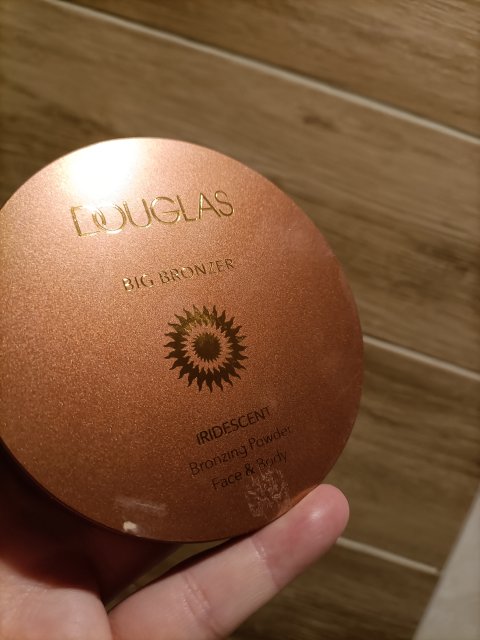 DOUGLAS
BIG BRONZER
IRIDESCENT
Bronzing Powder
Face & Body